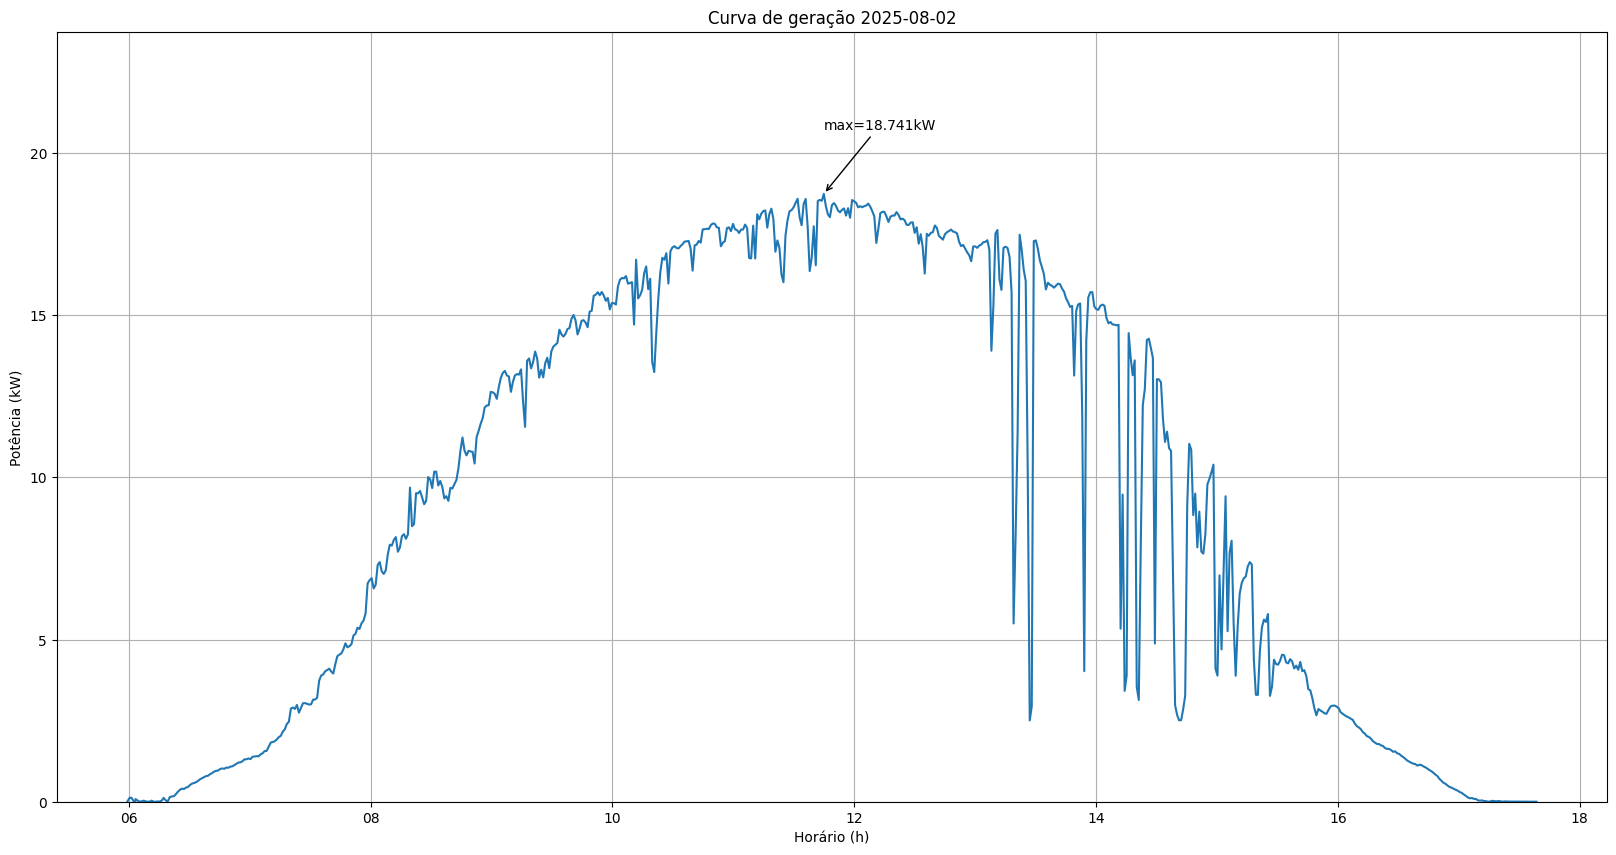 Curva de geração 2025-08-02
max=18.741kW
Potência (kW)
20
15
10
5
0
06 08 10 12 14 16 18
Horário (h)